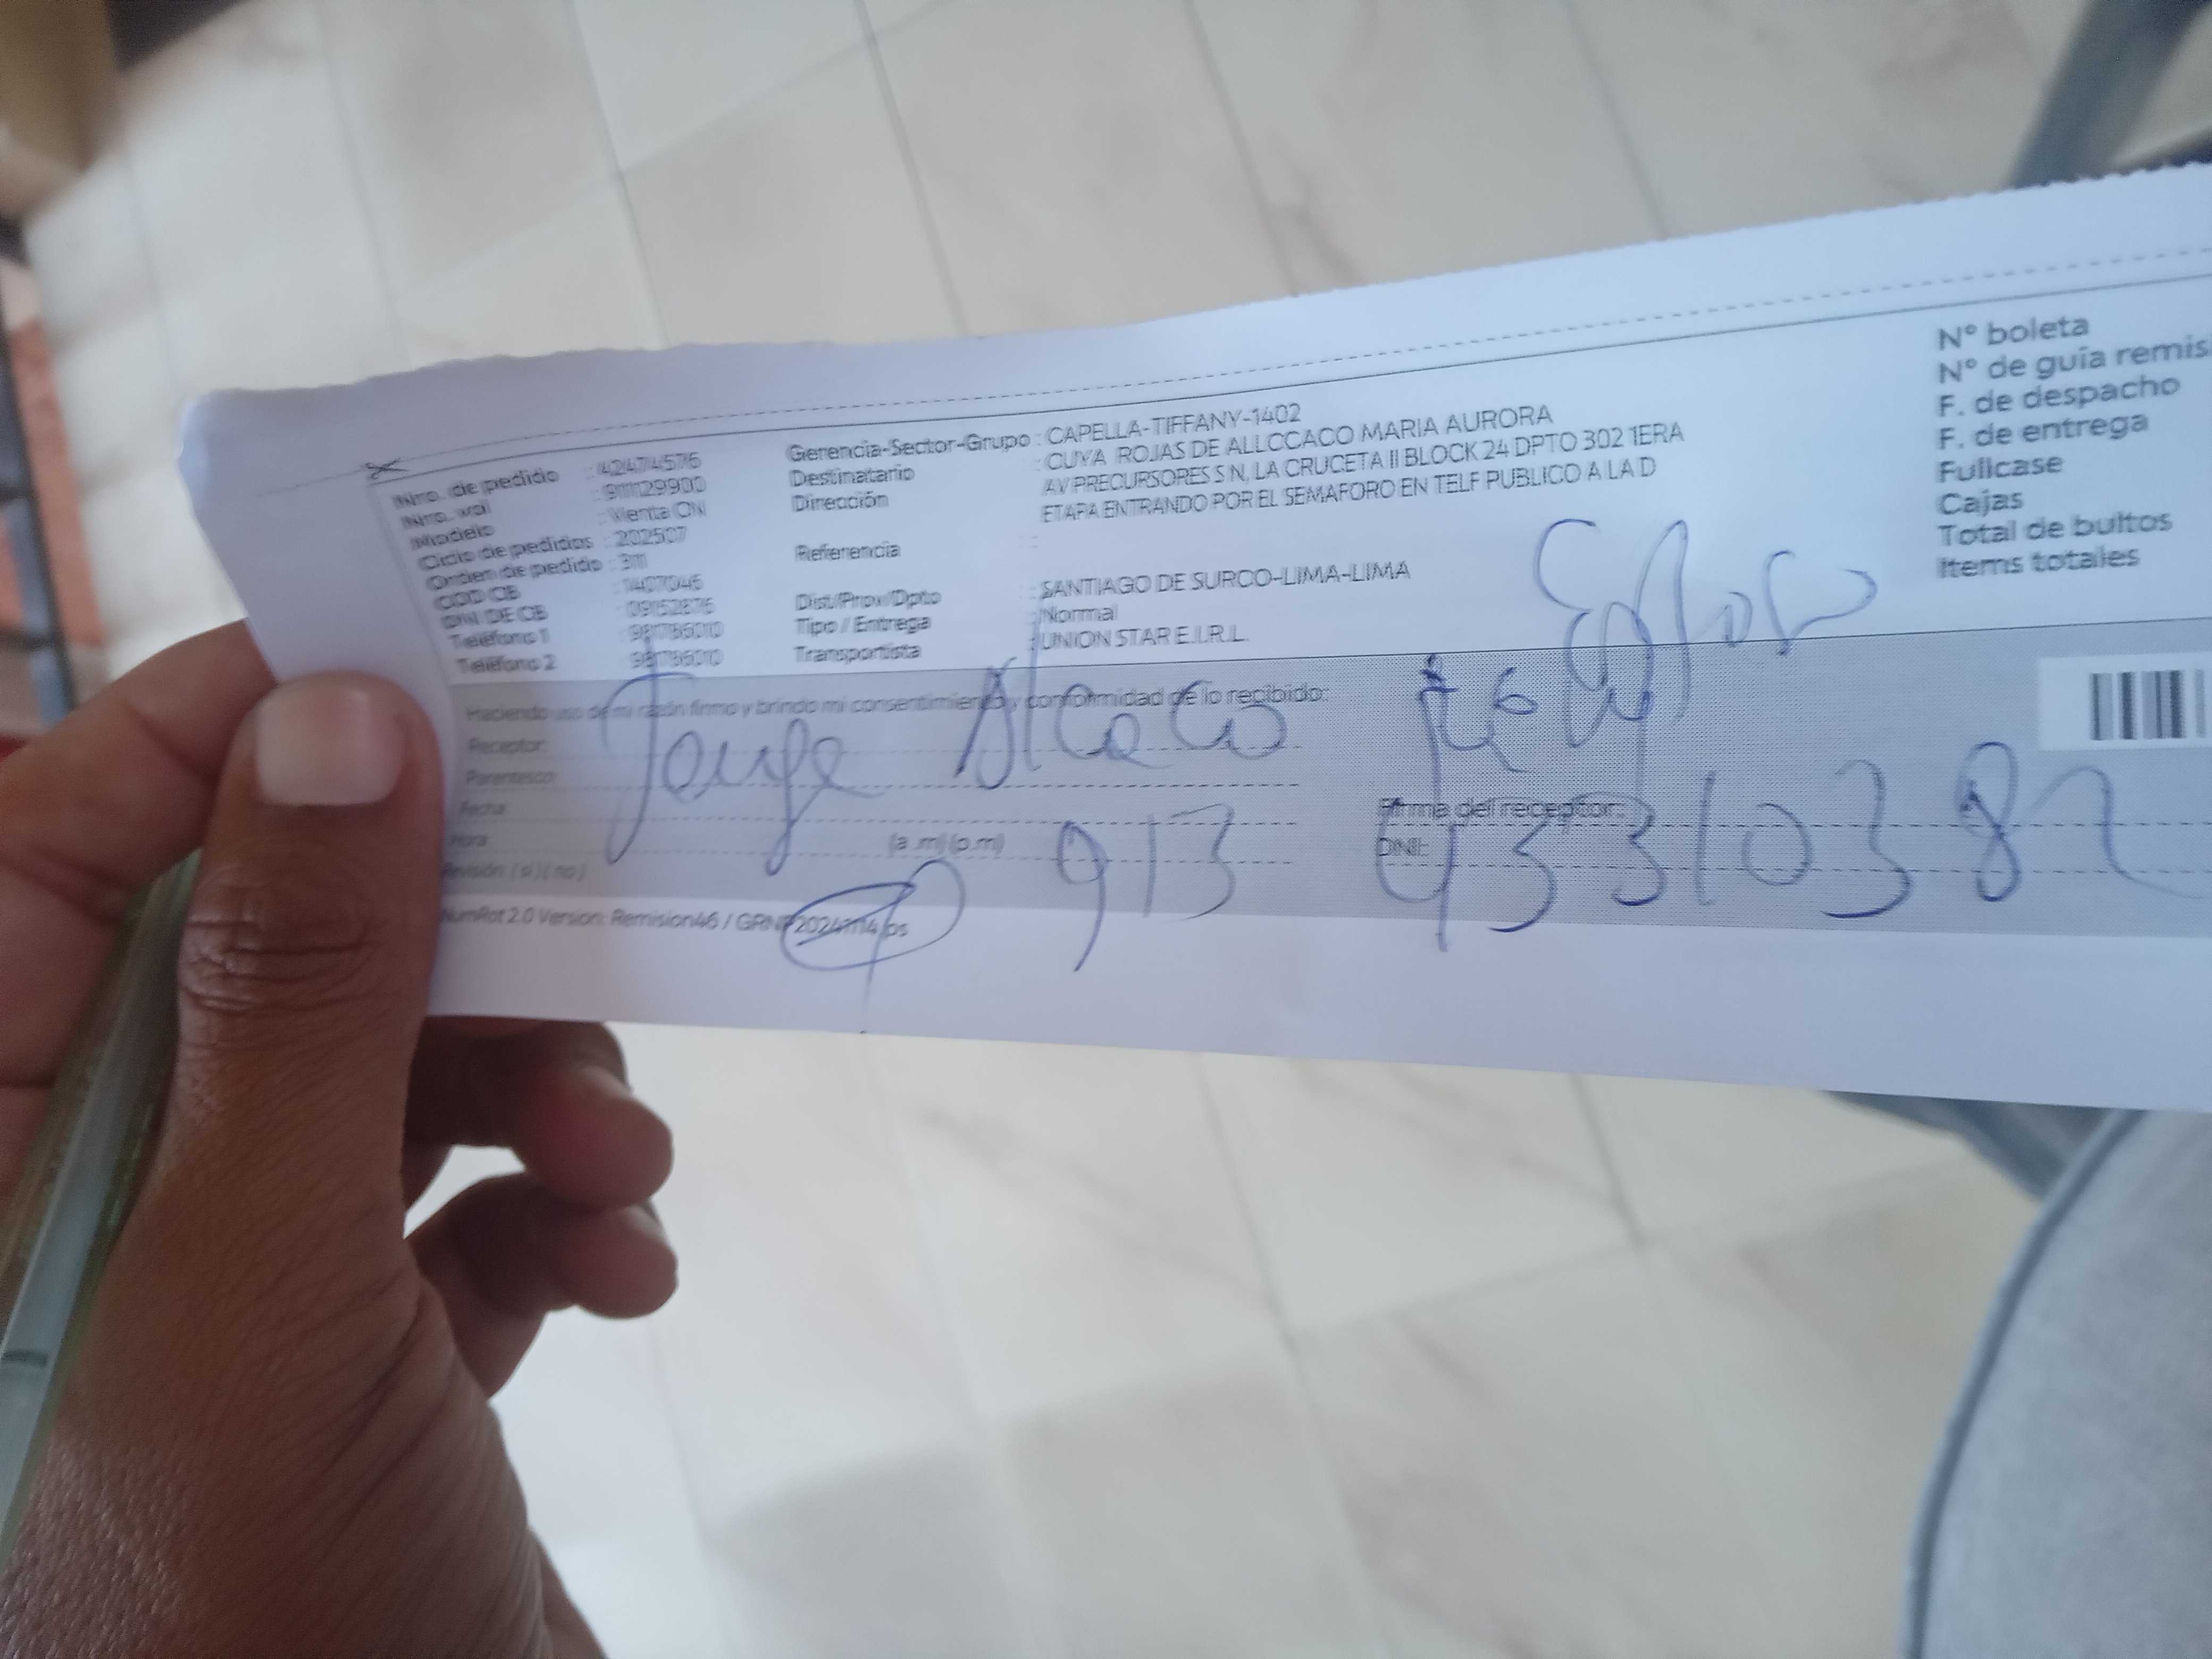 Nro. de pedido : 424714576
Nro. vol : 911129900
Modelo : Venta CN
Ciclo de pedidos : 202507
Orden de pedido : 3111
COD CB : 1407046
DNI DE CB : 09152876
Teléfono 1 : 981786010
Teléfono 2 : 981786010
Gerencia-Sector-Grupo : CAPELLA-TIFFANY-1402
Destinatario : CUYA ROJAS DE ALLCCACO MARIA AURORA
Dirección : AV PRECURSORES S N, LA CRUCETA II BLOCK 24 DPTO 302 1ERA
ETAPA ENTRANDO POR EL SEMAFORO EN TELF PUBLICO A LA D
Referencia :
Dist/Prov/Dpto : SANTIAGO DE SURCO-LIMA-LIMA
Tipo / Entrega : Normal
Transportista : UNION STAR E.I.R.L.
N° boleta
N° de guía remis
F. de despacho
F. de entrega
Fullcase
Cajas
Total de bultos
Items totales
Haciendo uso de mi razón firmo y brindo mi consentimiento y conformidad de lo recibido:
Receptor:
Jorge
Parentesco:
Fecha:
Hora (a .m) (p.m)
Revisión: ( si ) ( no )
Firma del receptor:
DNI:
913
43310382
NumRot 2.0 Version: Remision46 / GRNP20241114.ps